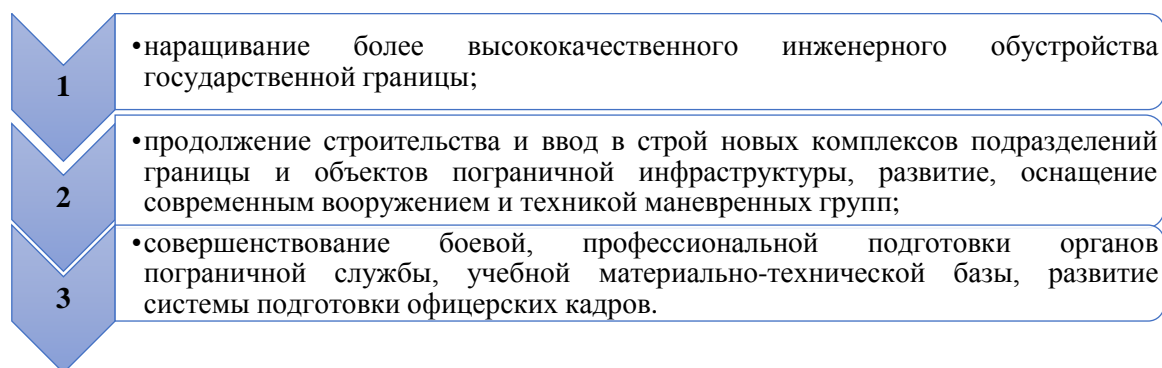 1
•наращивание более высококачественного инженерного обустройства
государственной границы;
2
•продолжение строительства и ввод в строй новых комплексов подразделений
границы и объектов пограничной инфраструктуры, развитие, оснащение
современным вооружением и техникой маневренных групп;
3
•совершенствование боевой, профессиональной подготовки органов
пограничной службы, учебной материально-технической базы, развитие
системы подготовки офицерских кадров.